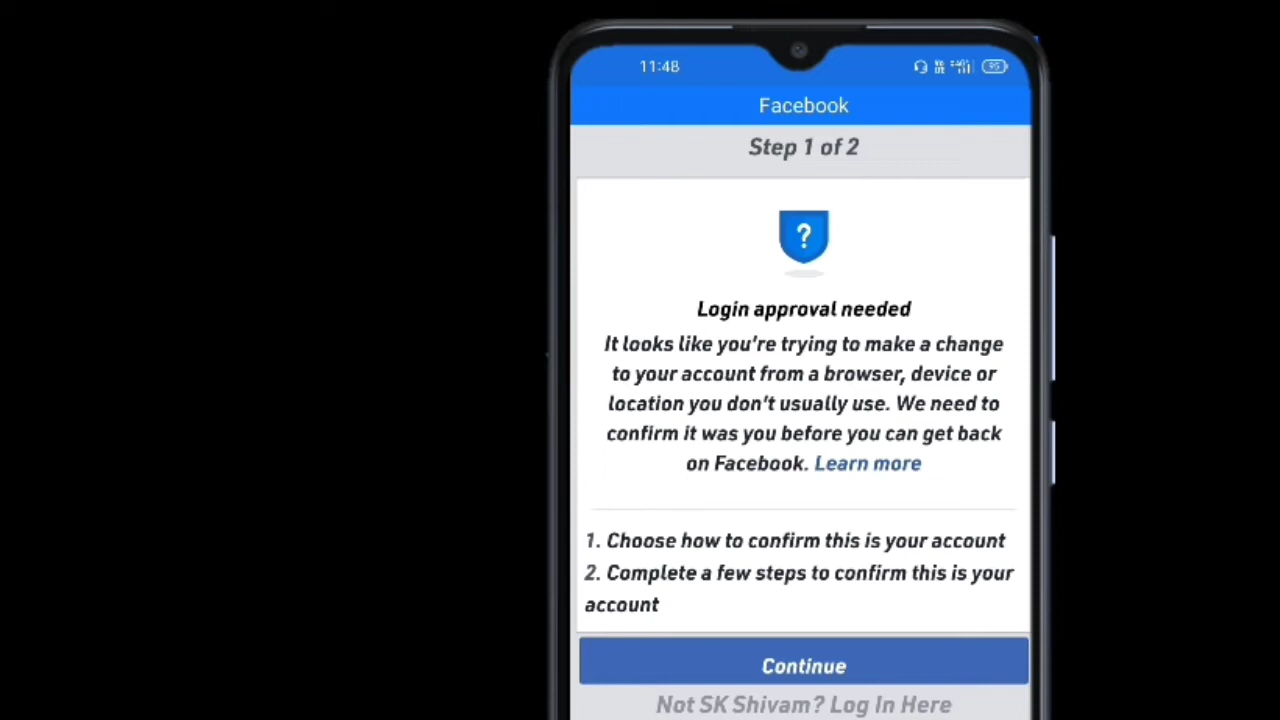 11:48
95
Facebook
Step 1 of 2
?
Login approval needed
It looks like you're trying to make a change
to your account from a browser, device or
location you don't usually use. We need to
confirm it was you before you can get back
on Facebook. Learn more
1. Choose how to confirm this is your account
2. Complete a few steps to confirm this is your
account
Continue
Not SK Shivam? Log In Here